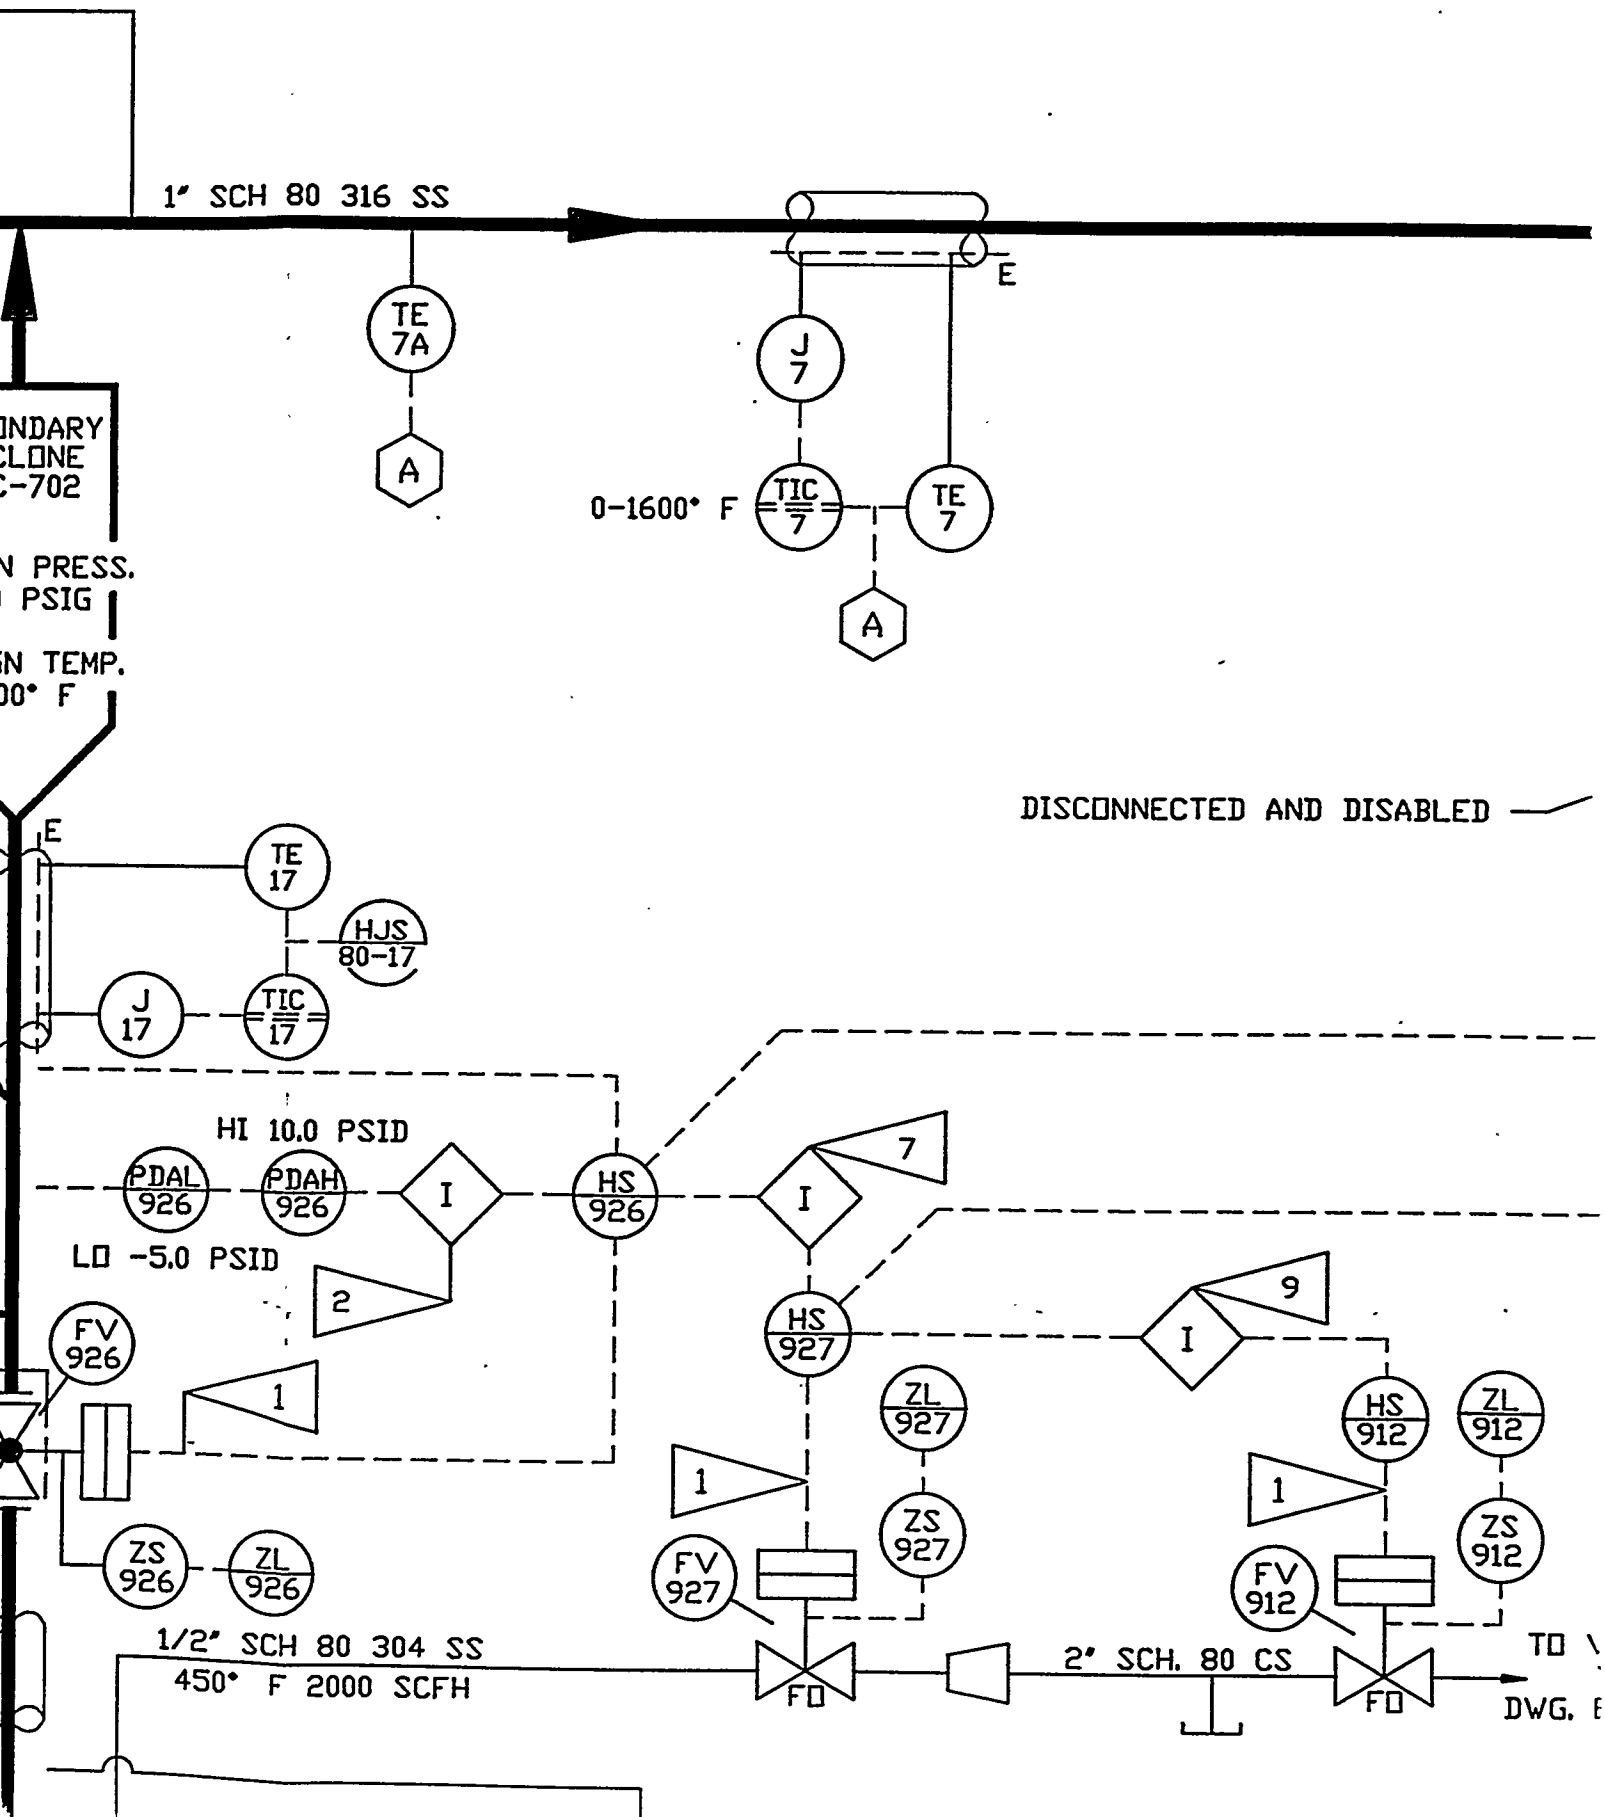 1" SCH 80 316 SS
E
TE
7A
J
7
A
ONDARY
CLONE
C-702
0-1600° F
TIC
7
TE
7
N PRESS.
PSIG
A
GN TEMP.
00° F
DISCONNECTED AND DISABLED
E
TE
17
HJS
80-17
J
17
TIC
17
HI 10.0 PSID
7
PDAL
926
PDAH
926
I
HS
926
I
LO -5.0 PSID
2
9
FV
926
HS
927
I
1
ZL
927
HS
912
ZL
912
1
1
ZS
927
ZS
912
ZS
926
ZL
926
FV
927
FV
912
1/2" SCH 80 304 SS
450° F 2000 SCFH
FO
2" SCH. 80 CS
FO
TO
DWG.